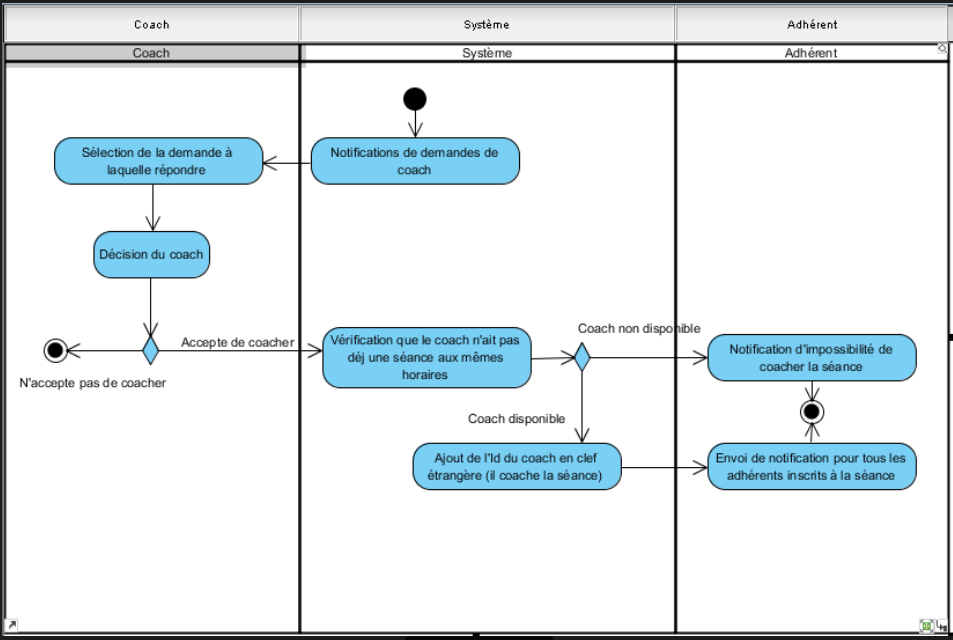 Coach
Système
Adhérent
Coach
Système
Adhérent
Sélection de la demande à
laquelle répondre
Notifications de demandes de
coach
Décision du coach
Accepte de coacher
N'accepte pas de coacher
Vérification que le coach n'ait pas
déj une séance aux mêmes
horaires
Coach non disponible
Notification d'impossibilité de
coacher la séance
Coach disponible
Ajout de l'Id du coach en clef
étrangère (il coache la séance)
Envoi de notification pour tous les
adhérents inscrits à la séance